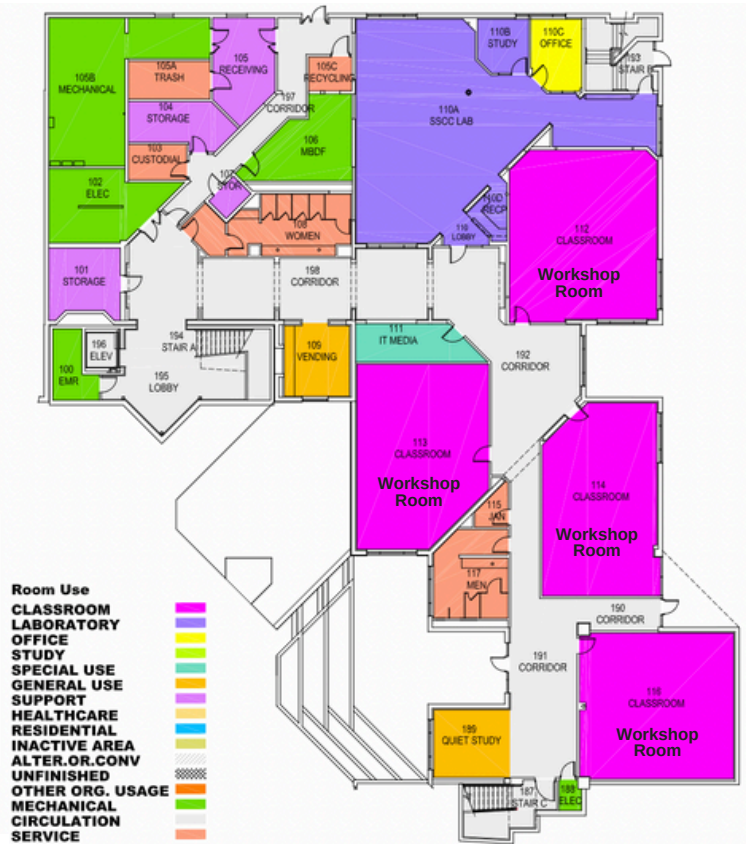 110B
STUDY
110C
OFFICE
193
STAIR B
105A
TRASH
105
RECEIVING
105C
RECYCLING
105B
MECHANICAL
197
CORRIDOR
110A
SSCC LAB
104
STORAGE
106
MBDF
103
CUSTODIAL
107
STOR
102
ELEC
110D
RECP
108
WOMEN
110
LOBBY
112
CLASSROOM
Workshop
Room
101
STORAGE
198
CORRIDOR
196
ELEV
194
STAIR A
109
VENDING
111
IT MEDIA
192
CORRIDOR
100
EMR
195
LOBBY
113
CLASSROOM
Workshop
Room
114
CLASSROOM
Workshop
Room
115
JAN
117
MEN
190
CORRIDOR
191
CORRIDOR
116
CLASSROOM
Workshop
Room
189
QUIET STUDY
187
STAIR C
188
ELEC
Room Use
CLASSROOM
LABORATORY
OFFICE
STUDY
SPECIAL USE
GENERAL USE
SUPPORT
HEALTHCARE
RESIDENTIAL
INACTIVE AREA
ALTER.OR.CONV
UNFINISHED
OTHER ORG. USAGE
MECHANICAL
CIRCULATION
SERVICE